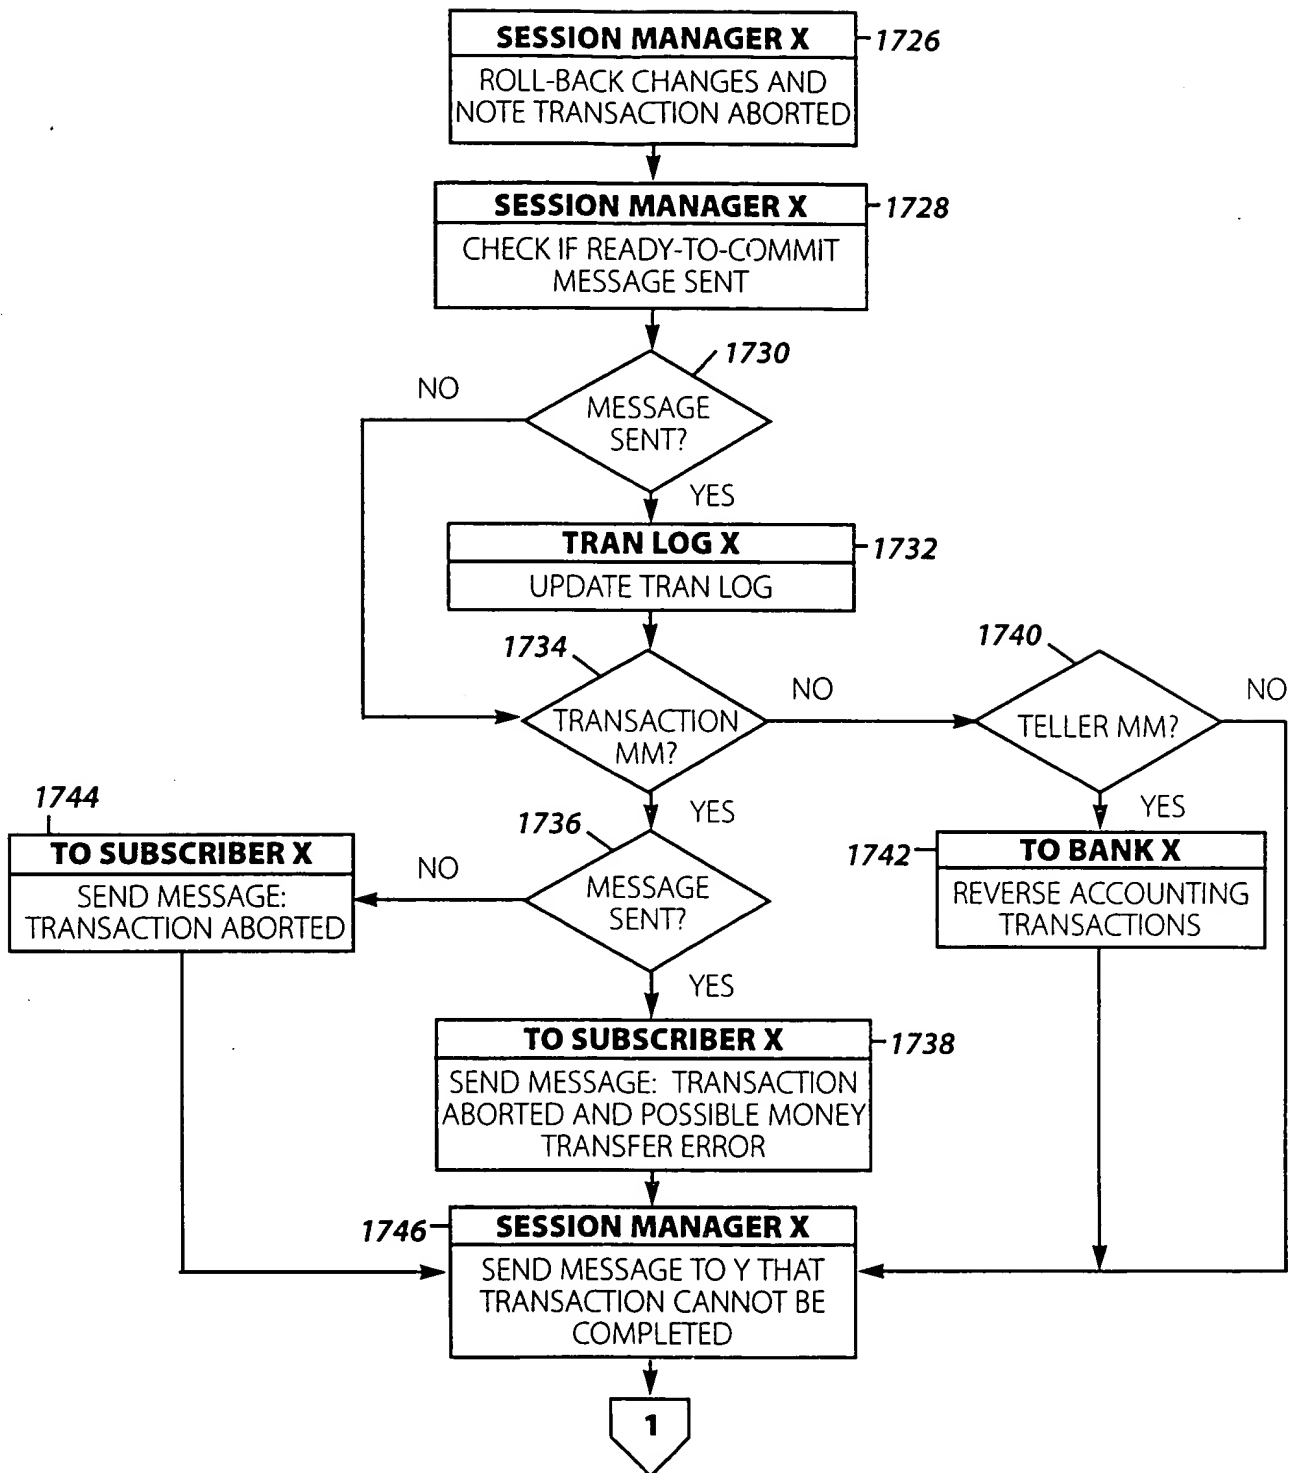 SESSION MANAGER X
1726
ROLL-BACK CHANGES AND
NOTE TRANSACTION ABORTED
SESSION MANAGER X
1728
CHECK IF READY-TO-COMMIT
MESSAGE SENT
1730
NO
MESSAGE
SENT?
YES
TRAN LOG X
1732
UPDATE TRAN LOG
1734
1740
NO
NO
TRANSACTION
MM?
TELLER MM?
1744
YES
YES
1736
TO SUBSCRIBER X
NO
1742
TO BANK X
SEND MESSAGE:
TRANSACTION ABORTED
MESSAGE
SENT?
REVERSE ACCOUNTING
TRANSACTIONS
YES
TO SUBSCRIBER X
1738
SEND MESSAGE: TRANSACTION
ABORTED AND POSSIBLE MONEY
TRANSFER ERROR
1746
SESSION MANAGER X
SEND MESSAGE TO Y THAT
TRANSACTION CANNOT BE
COMPLETED
1